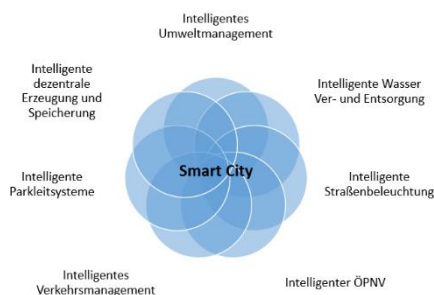 Intelligentes
Umweltmanagement
Intelligente
dezentrale
Erzeugung und
Speicherung
Intelligente Wasser
Ver- und Entsorgung
Smart City
Intelligente
Parkleitsysteme
Intelligente
Straßenbeleuchtung
Intelligentes
Verkehrsmanagement
Intelligenter ÖPNV